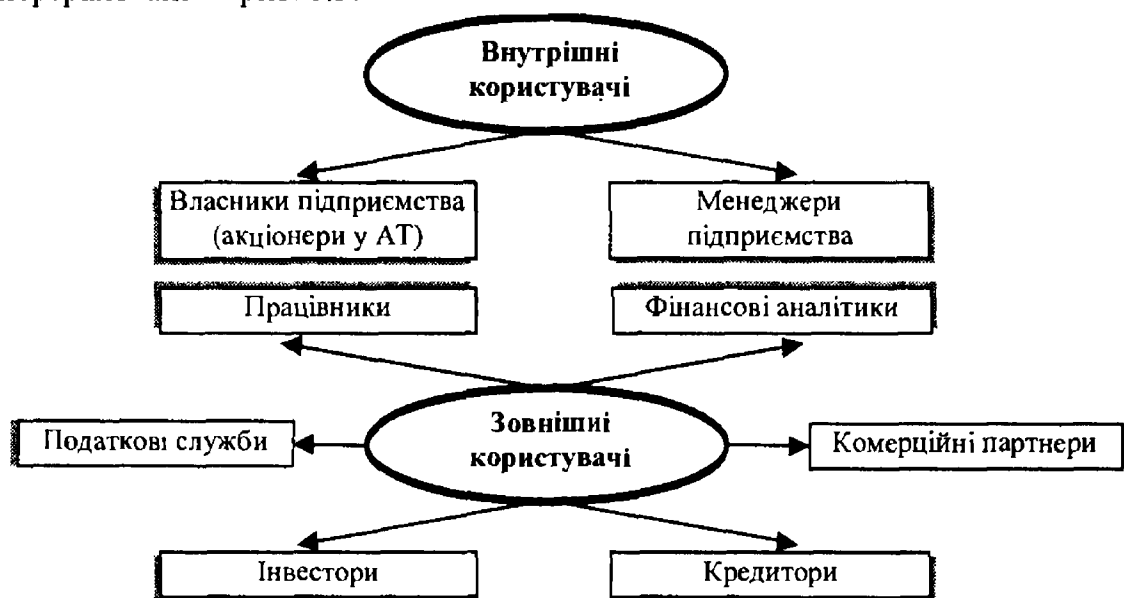 Внутрішні
користувачі
Власники підприємства
(акціонери у АТ)
Менеджери
підприємства
Працівники
Фінансові аналітики
Зовнішні
користувачі
Податкові служби
Комерційні партнери
Інвестори
Кредитори